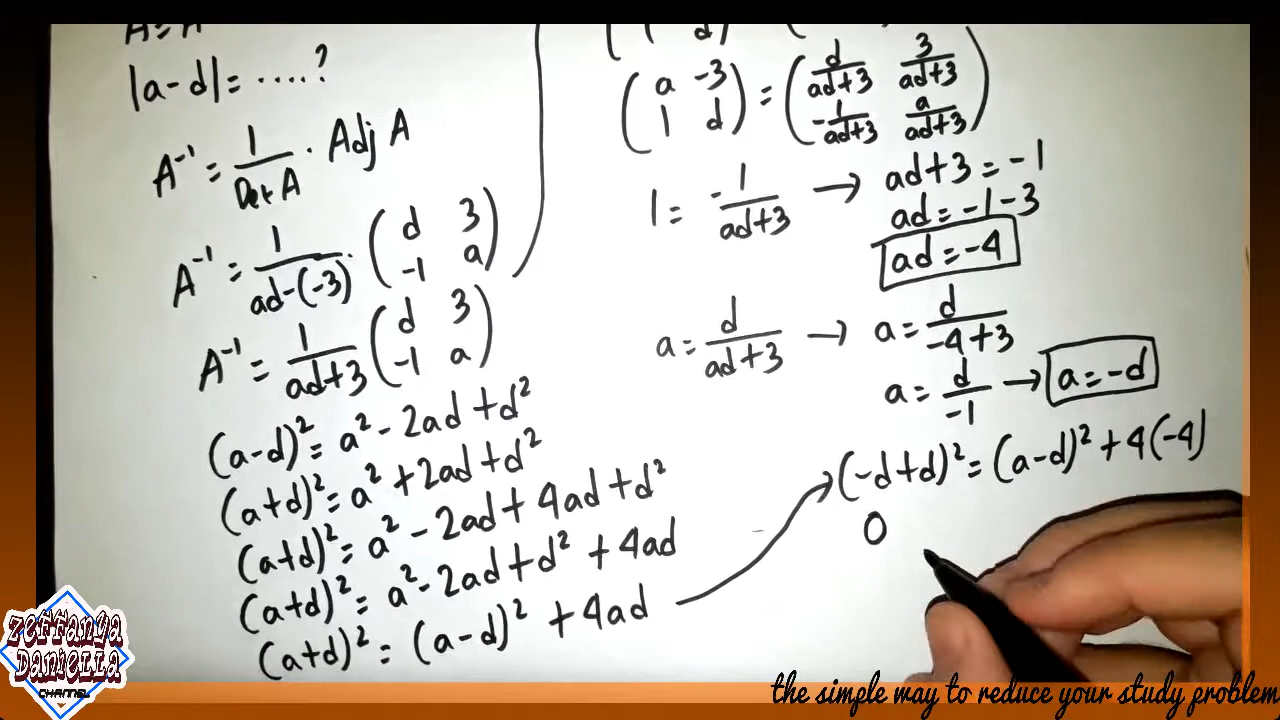 |a-d| = ....?
A⁻¹ = 1/Det A . Adj A
A⁻¹ = 1/ad-(-3) . (d 3
-1 a)
A⁻¹ = 1/ad+3 (d 3
-1 a)
(a-d)² = a² - 2ad + d²
(a+d)² = a² + 2ad + d²
(a+d)² = a² - 2ad + 4ad + d²
(a+d)² = a² - 2ad + d² + 4ad
(a+d)² = (a-d)² + 4ad
(a -3
1 d) = (d/ad+3 3/ad+3
-1/ad+3 a/ad+3)
1 = -1/ad+3 → ad+3 = -1
ad = -1-3
ad = -4
a = d/ad+3 → a = d/-4+3
a = d/-1 → a = -d
(-d+d)² = (a-d)² + 4(-4)
0
Zeffanya
Daniella
CHANNEL
the simple way to reduce your study problem